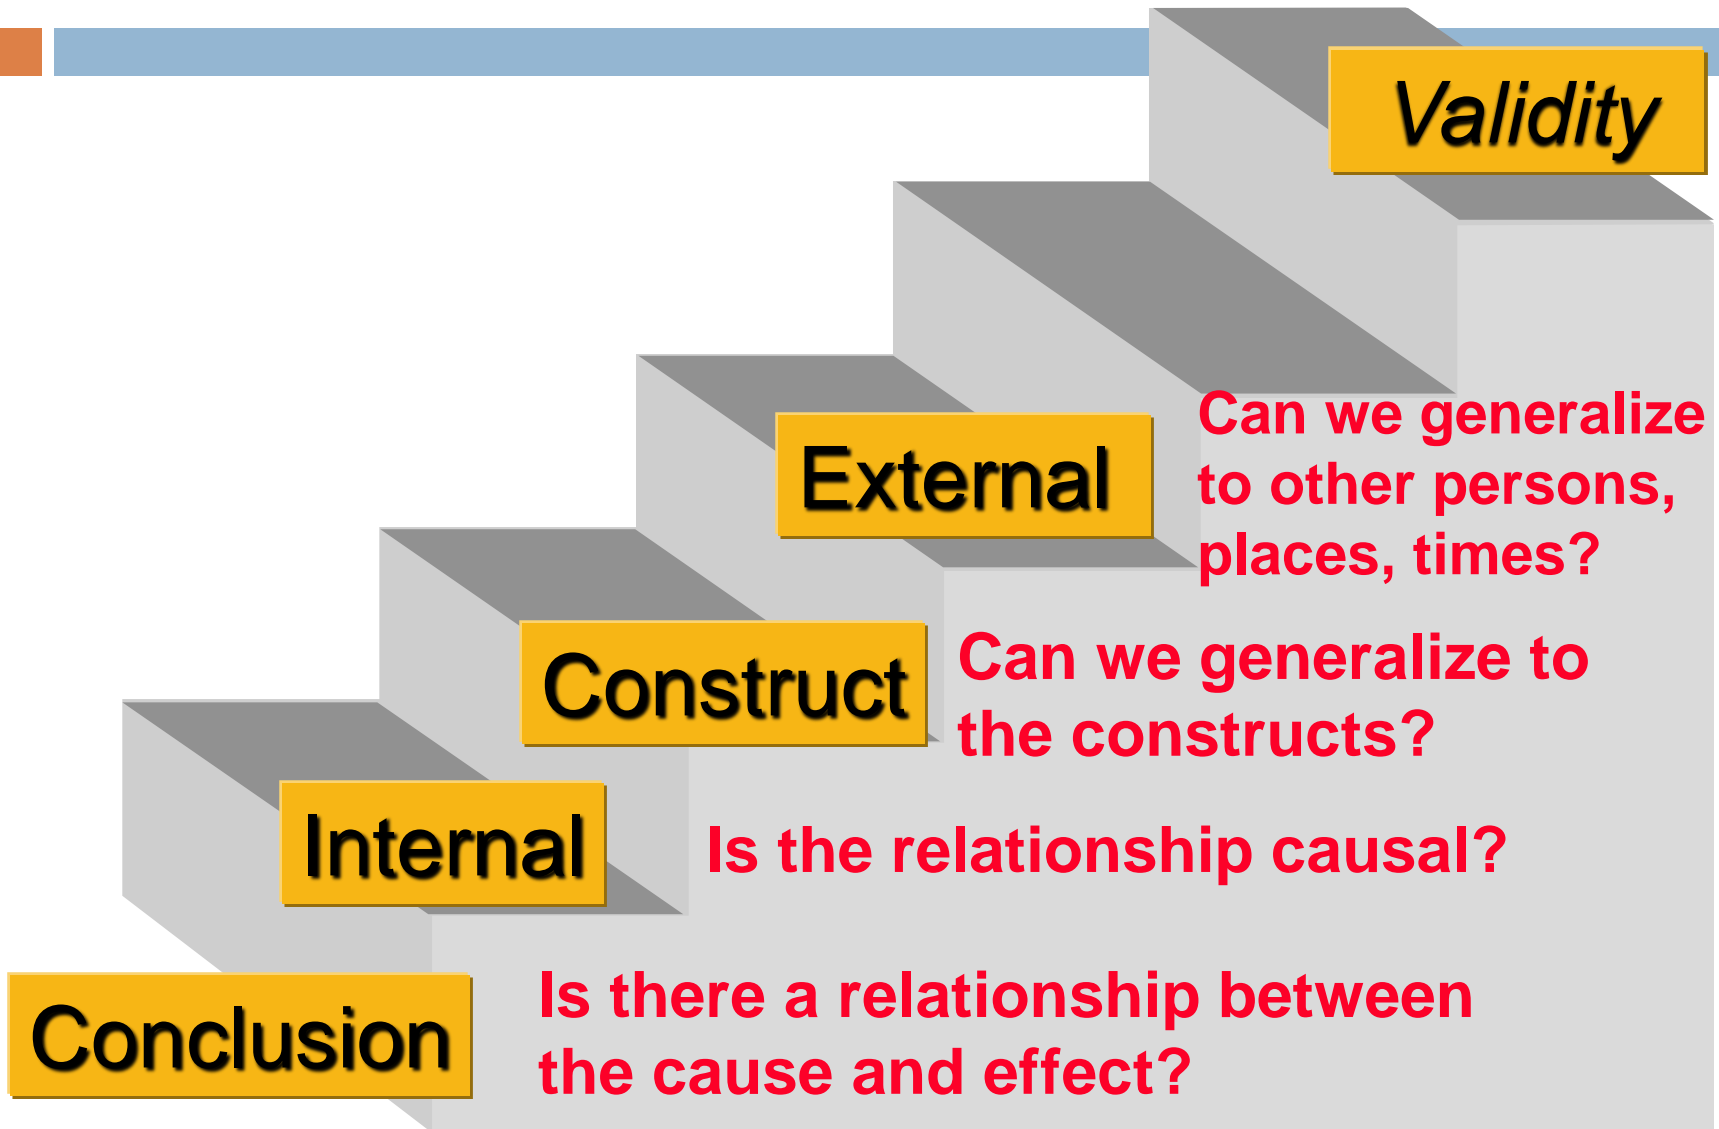 Validity
External
Can we generalize
to other persons,
places, times?
Construct
Can we generalize to
the constructs?
Internal
Is the relationship causal?
Conclusion
Is there a relationship between
the cause and effect?